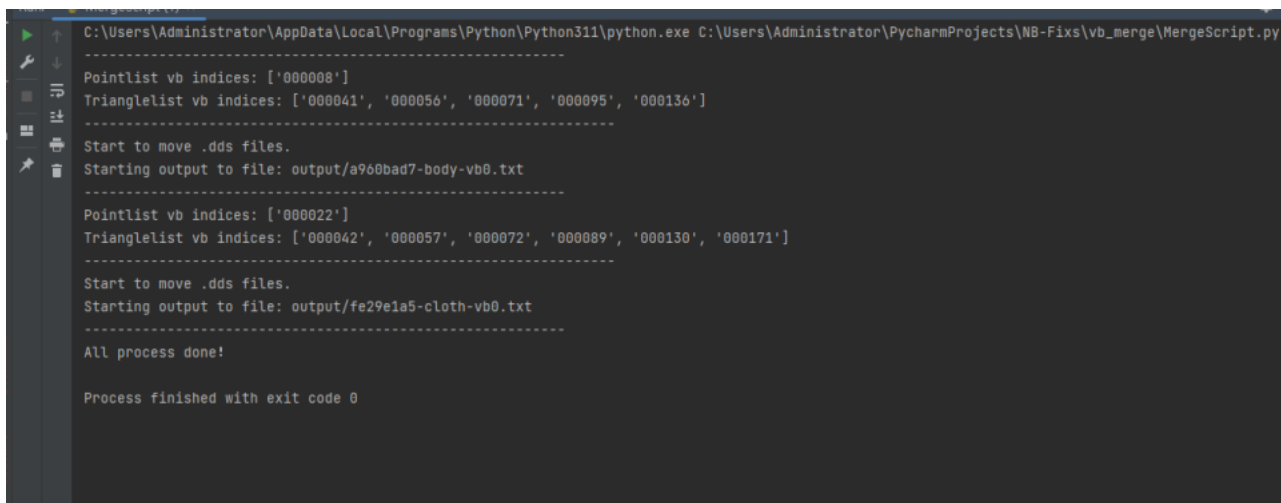 C:\Users\Administrator\AppData\Local\Programs\Python\Python311\python.exe C:\Users\Administrator\PycharmProjects\NB-Fixs\vb_merge\MergeScript.py
----------------------------------------------------------
Pointlist vb indices: ['000008']
Trianglelist vb indices: ['000041', '000056', '000071', '000095', '000136']
----------------------------------------------------------------
Start to move .dds files.
Starting output to file: output/a960bad7-body-vb0.txt
----------------------------------------------------------
Pointlist vb indices: ['000022']
Trianglelist vb indices: ['000042', '000057', '000072', '000089', '000130', '000171']
----------------------------------------------------------------
Start to move .dds files.
Starting output to file: output/fe29e1a5-cloth-vb0.txt
----------------------------------------------------------
All process done!
Process finished with exit code 0